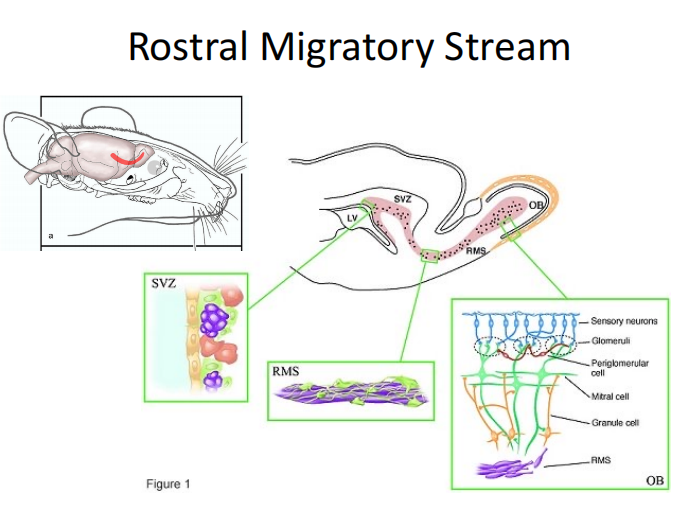 Rostral Migratory Stream
a
SVZ
LV
OB
RMS
SVZ
RMS
Sensory neurons
Glomeruli
Periglomerular
cell
Mitral cell
Granule cell
RMS
OB
Figure 1